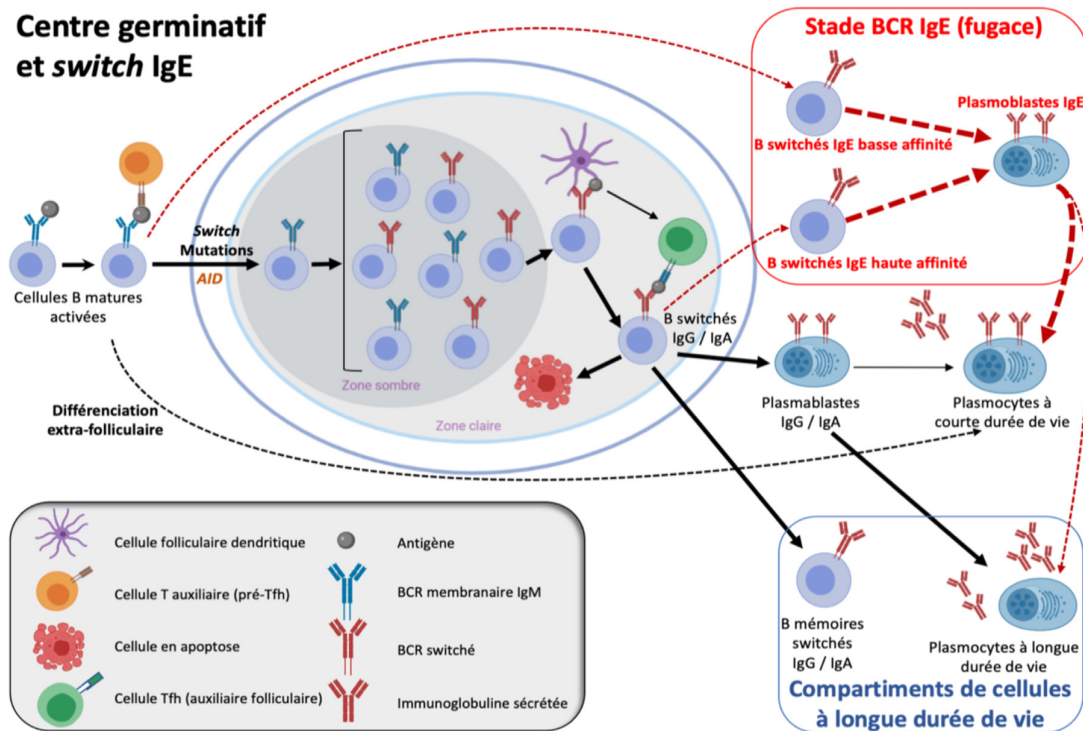 Centre germinatif
et switch IgE
Stade BCR IgE (fugace)
Plasmoblastes IgE
B switchés IgE basse affinité
B switchés IgE haute affinité
Switch
Mutations
AID
Cellules B matures
activées
B switchés
IgG / IgA
Zone sombre
Zone claire
Différenciation
extra-folliculaire
Plasmablastes
IgG / IgA
Plasmocytes à
courte durée de vie
Cellule folliculaire dendritique
Antigène
Cellule T auxiliaire (pré-Tfh)
BCR membranaire IgM
Cellule en apoptose
BCR switché
Cellule Tfh (auxiliaire folliculaire)
Immunoglobuline sécrétée
B mémoires
switchés
IgG / IgA
Plasmocytes à longue
durée de vie
Compartiments de cellules
à longue durée de vie